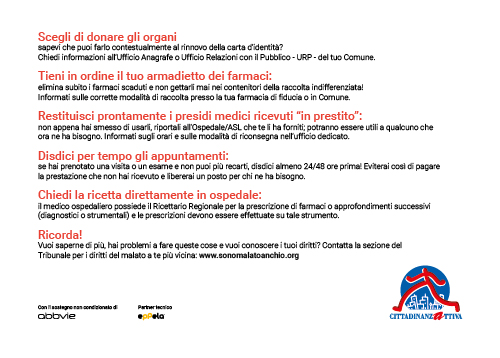 Scegli di donare gli organi
sapevi che puoi farlo contestualmente al rinnovo della carta d'identità?
Chiedi informazioni all'Ufficio Anagrafe o Ufficio Relazioni con il Pubblico - URP - del tuo Comune.
Tieni in ordine il tuo armadietto dei farmaci:
elimina subito i farmaci scaduti e non gettarli mai nei contenitori della raccolta indifferenziata!
Informati sulle corrette modalità di raccolta presso la tua farmacia di fiducia o in Comune.
Restituisci prontamente i presidi medici ricevuti "in prestito":
non appena hai smesso di usarli, riportali all'Ospedale/ASL che te li ha forniti; potranno essere utili a qualcuno che
ora ne ha bisogno. Informati sugli orari e sulle modalità di riconsegna nell'ufficio dedicato.
Disdici per tempo gli appuntamenti:
se hai prenotato una visita o un esame e non puoi più recarti, disdici almeno 24/48 ore prima! Eviterai così di pagare
la prestazione che non hai ricevuto e libererai un posto per chi ne ha bisogno.
Chiedi la ricetta direttamente in ospedale:
il medico ospedaliero possiede il Ricettario Regionale per la prescrizione di farmaci o approfondimenti successivi
(diagnostici o strumentali) e le prescrizioni devono essere effettuate su tale strumento.
Ricorda!
Vuoi saperne di più, hai problemi a fare queste cose e vuoi conoscere i tuoi diritti? Contatta la sezione del
Tribunale per i diritti del malato a te più vicina: www.sonomalatoanchio.org
Con il sostegno non condizionato di
abbvie
Partner tecnico
eppela
CITTADINANZATTIVA